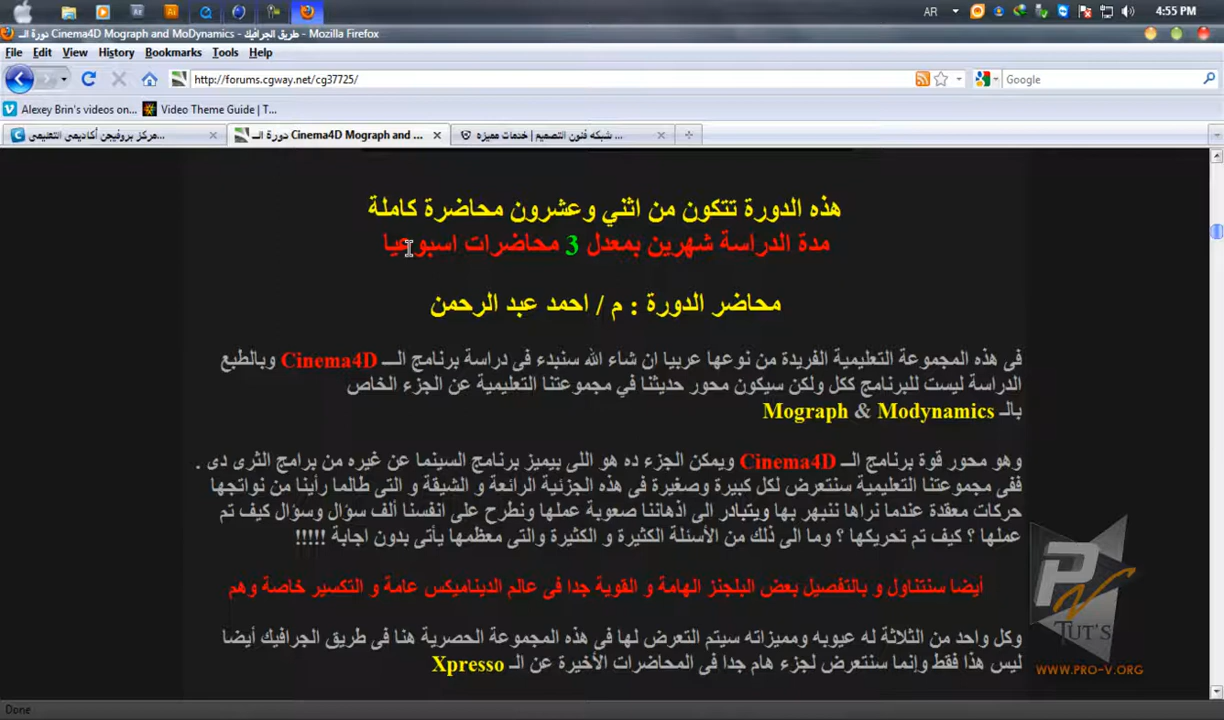 AR
4:55 PM
دورة الـ Cinema4D Mograph and MoDynamics - طريق الجرافيك - Mozilla Firefox
File Edit View History Bookmarks Tools Help
http://forums.cgway.net/cg37725/
Google
Alexey Brin's videos on... Video Theme Guide | T...
مركز بروفيجن أكاديمى التعليمى...
دورة الـ Cinema4D Mograph and ...
شبكه فنون التصميم | خدمات مميزه ...
هذه الدورة تتكون من اثني وعشرون محاضرة كاملة
مدة الدراسة شهرين بمعدل 3 محاضرات اسبوعيا
محاضر الدورة : م / احمد عبد الرحمن
فى هذه المجموعة التعليمية الفريدة من نوعها عربيا ان شاء الله سنبدء فى دراسة برنامج الـــ Cinema4D وبالطبع
الدراسة ليست للبرنامج ككل ولكن سيكون محور حديثنا في مجموعتنا التعليمية عن الجزء الخاص
بالـ Mograph & Modynamics
وهو محور قوة برنامج الـــ Cinema4D ويمكن الجزء ده هو اللى بيميز برنامج السينما عن غيره من برامج الثرى دى .
ففى مجموعتنا التعليمية سنتعرض لكل كبيرة وصغيرة فى هذه الجزئية الرائعة و الشيقة و التى طالما رأينا من نواتجها
حركات معقدة عندما نراها ننبهر بها ويتبادر الى اذهاننا صعوبة عملها ونطرح على انفسنا ألف سؤال وسؤال كيف تم
عملها ؟ كيف تم تحريكها ؟ وما الى ذلك من الأسئلة الكثيرة و الكثيرة والتى معظمها يأتى بدون اجابة !!!!!
أيضا سنتناول و بالتفصيل بعض البلجنز الهامة و القوية جدا فى عالم الديناميكس عامة و التكسير خاصة وهم
وكل واحد من الثلاثة له عيوبه ومميزاته سيتم التعرض لها فى هذه المجموعة الحصرية هنا فى طريق الجرافيك أيضا
ليس هذا فقط وإنما سنتعرض لجزء هام جدا فى المحاضرات الأخيرة عن الـ Xpresso
PV
TUT'S
WWW.PRO-V.ORG
Done